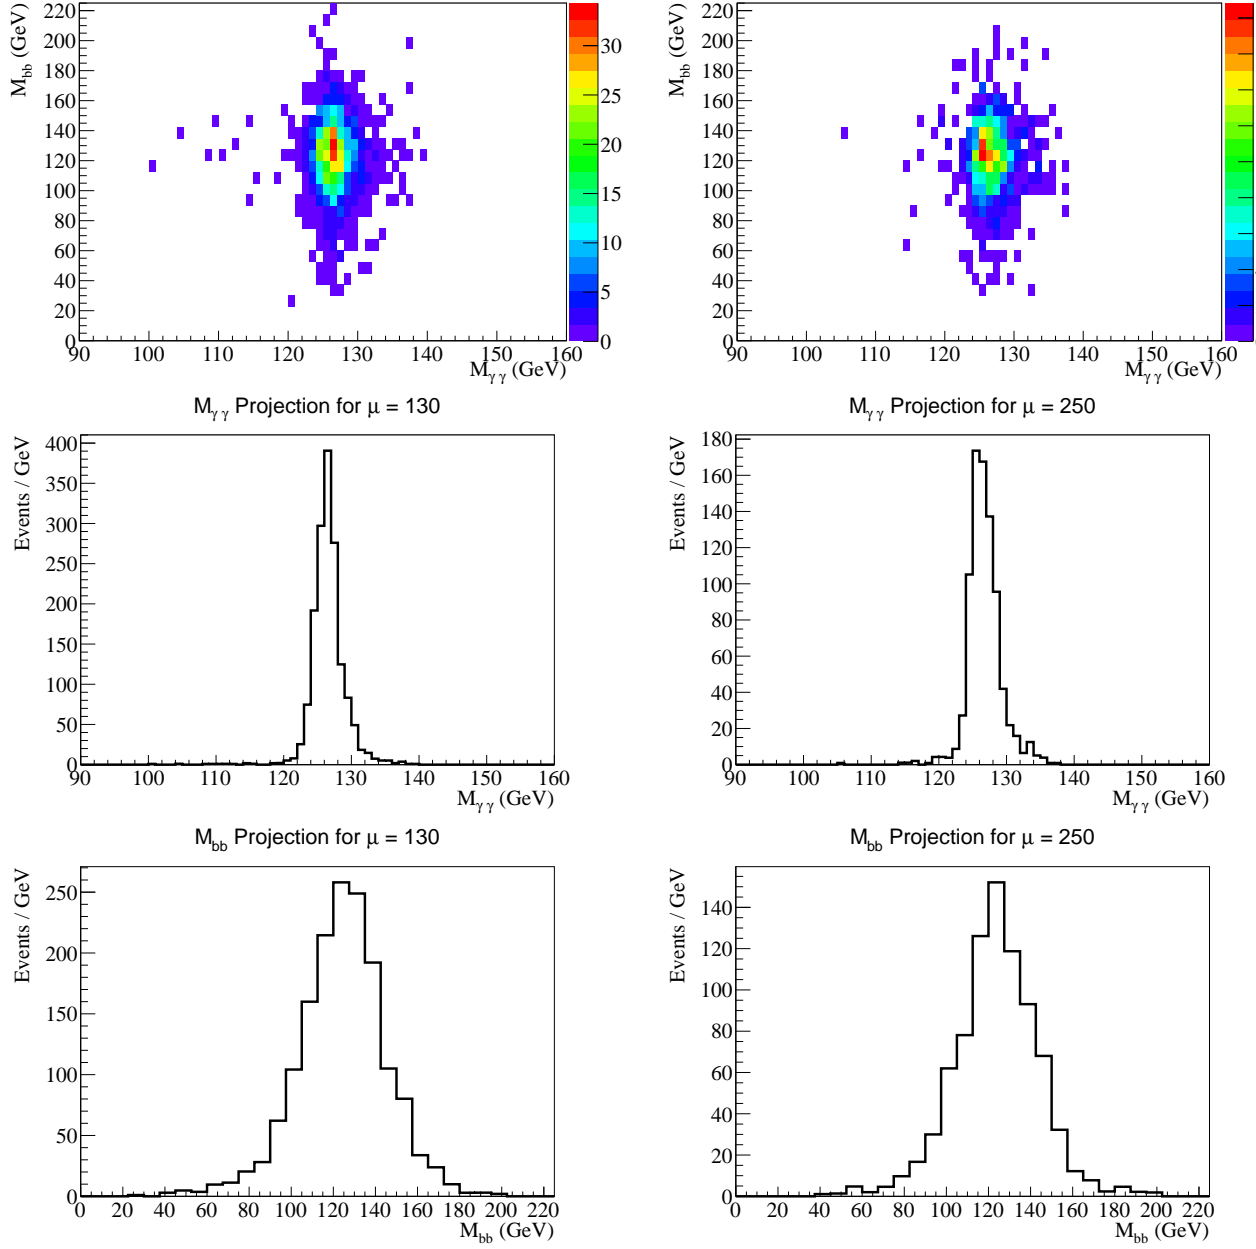 M_bb (GeV)
220
200
180
160
140
120
100
80
60
40
20
0
90 100 110 120 130 140 150 160
M_γγ (GeV)
30
25
20
15
10
5
0
M_bb (GeV)
220
200
180
160
140
120
100
80
60
40
20
0
90 100 110 120 130 140 150 160
M_γγ (GeV)
M_γγ Projection for μ = 130
Events / GeV
400
350
300
250
200
150
100
50
0
90 100 110 120 130 140 150 160
M_γγ (GeV)
M_γγ Projection for μ = 250
Events / GeV
180
160
140
120
100
80
60
40
20
0
90 100 110 120 130 140 150 160
M_γγ (GeV)
M_bb Projection for μ = 130
Events / GeV
250
200
150
100
50
0
0 20 40 60 80 100 120 140 160 180 200 220
M_bb (GeV)
M_bb Projection for μ = 250
Events / GeV
140
120
100
80
60
40
20
0
0 20 40 60 80 100 120 140 160 180 200 220
M_bb (GeV)